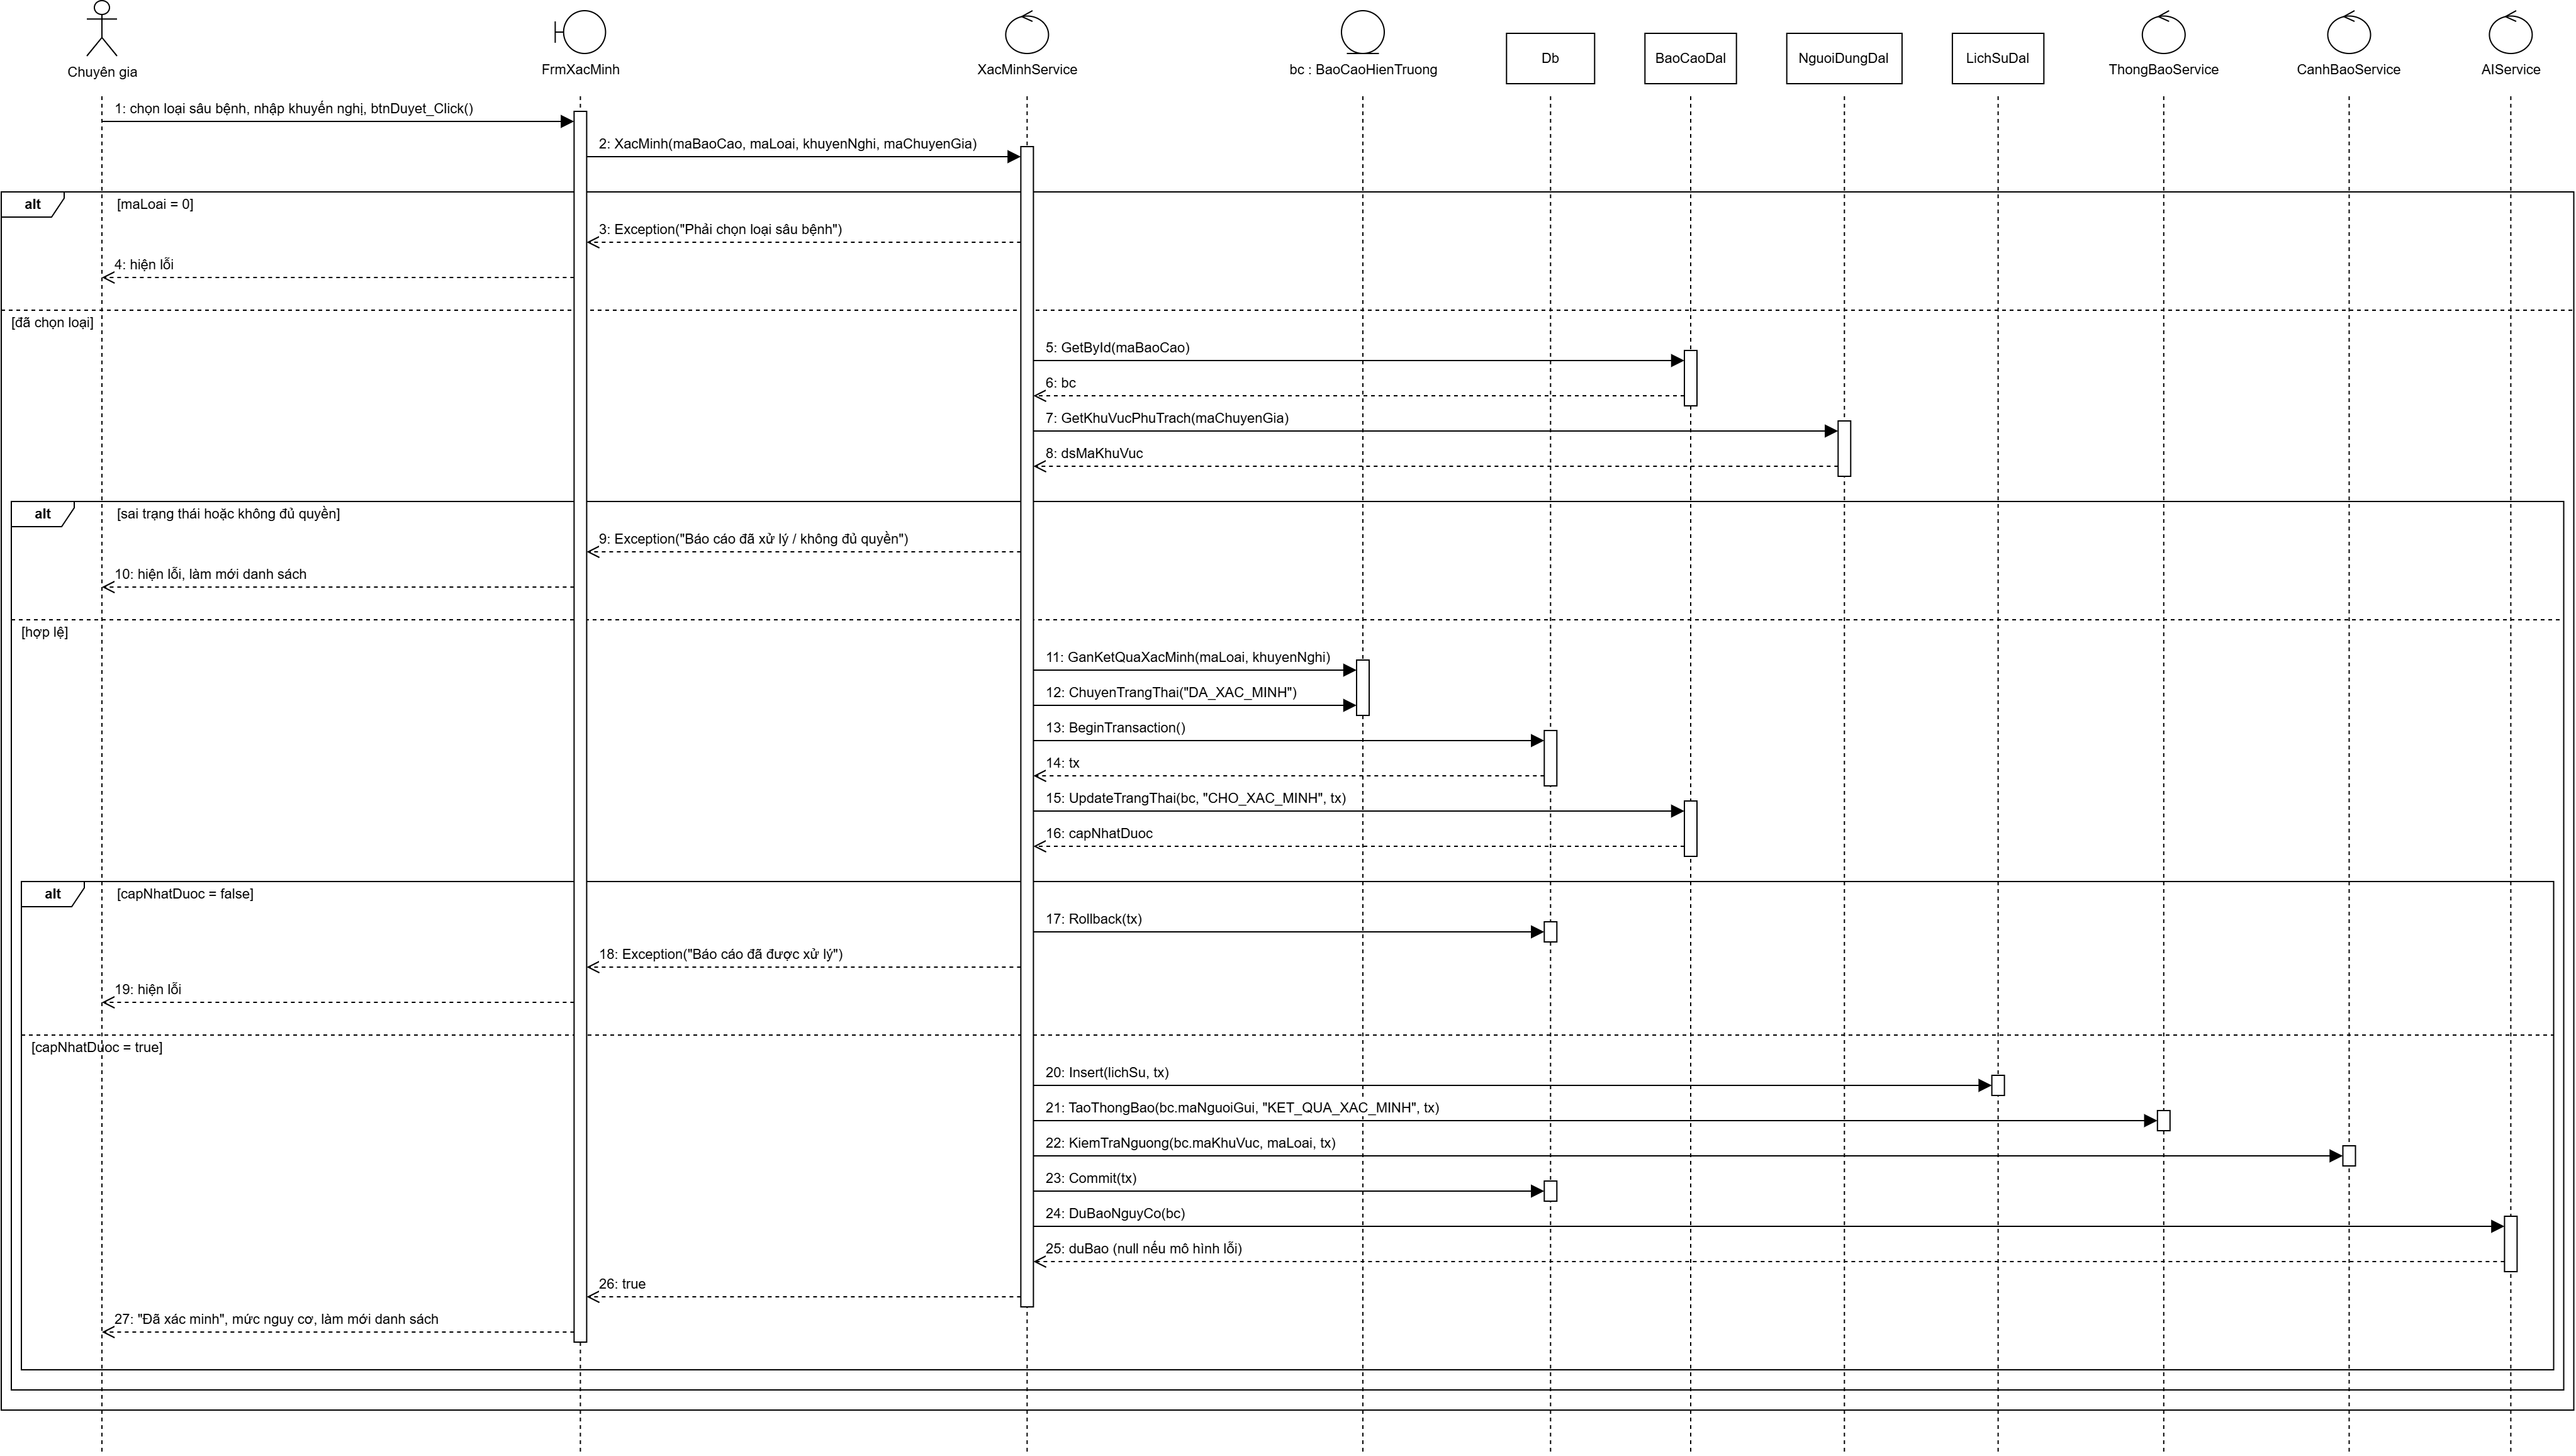 Chuyên gia
FrmXacMinh
XacMinhService
bc : BaoCaoHienTruong
Db
BaoCaoDal
NguoiDungDal
LichSuDal
ThongBaoService
CanhBaoService
AIService
1: chọn loại sâu bệnh, nhập khuyến nghị, btnDuyet_Click()
2: XacMinh(maBaoCao, maLoai, khuyenNghi, maChuyenGia)
alt
[maLoai = 0]
3: Exception("Phải chọn loại sâu bệnh")
4: hiện lỗi
[đã chọn loại]
5: GetById(maBaoCao)
6: bc
7: GetKhuVucPhuTrach(maChuyenGia)
8: dsMaKhuVuc
alt
[sai trạng thái hoặc không đủ quyền]
9: Exception("Báo cáo đã xử lý / không đủ quyền")
10: hiện lỗi, làm mới danh sách
[hợp lệ]
11: GanKetQuaXacMinh(maLoai, khuyenNghi)
12: ChuyenTrangThai("DA_XAC_MINH")
13: BeginTransaction()
14: tx
15: UpdateTrangThai(bc, "CHO_XAC_MINH", tx)
16: capNhatDuoc
alt
[capNhatDuoc = false]
17: Rollback(tx)
18: Exception("Báo cáo đã được xử lý")
19: hiện lỗi
[capNhatDuoc = true]
20: Insert(lichSu, tx)
21: TaoThongBao(bc.maNguoiGui, "KET_QUA_XAC_MINH", tx)
22: KiemTraNguong(bc.maKhuVuc, maLoai, tx)
23: Commit(tx)
24: DuBaoNguyCo(bc)
25: duBao (null nếu mô hình lỗi)
26: true
27: "Đã xác minh", mức nguy cơ, làm mới danh sách